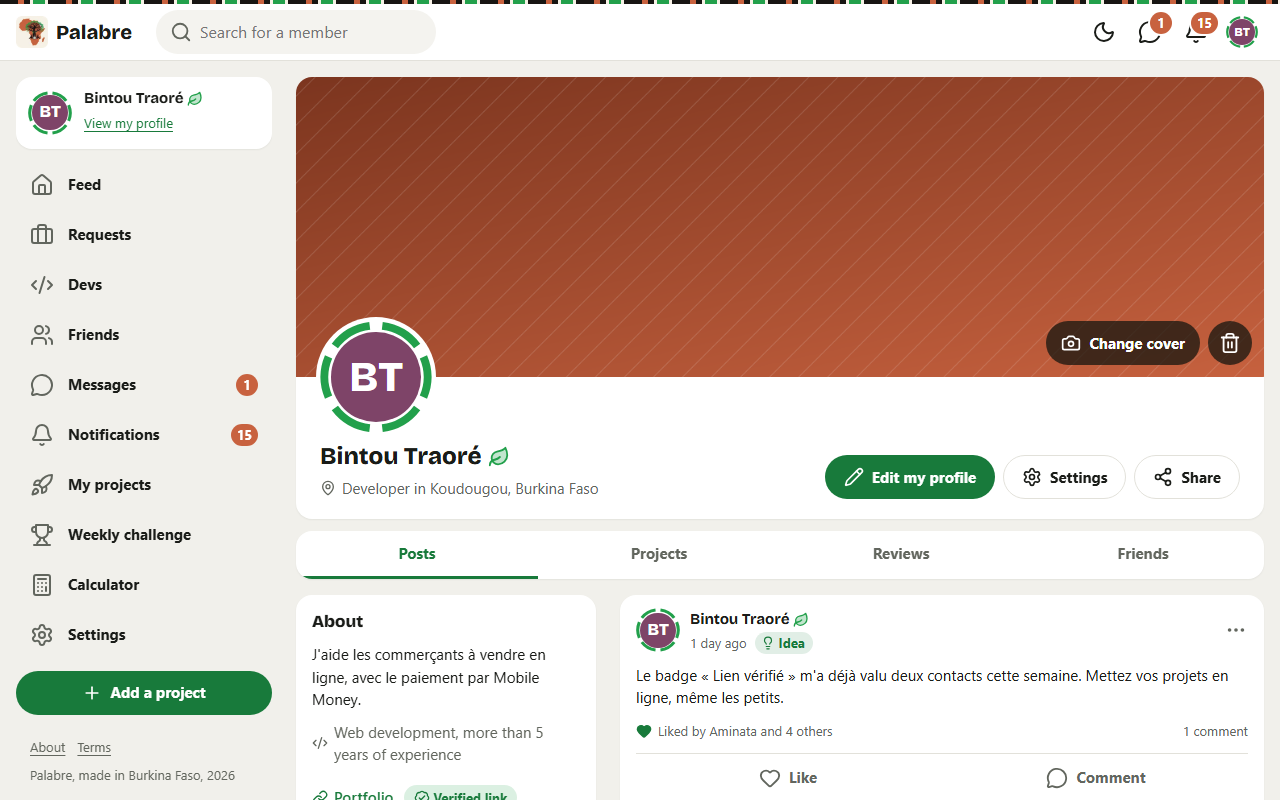 Palabre
Search for a member
1
15
BT
BT
Bintou Traoré
View my profile
Feed
Requests
Devs
Friends
Messages
1
Notifications
15
My projects
Weekly challenge
Calculator
Settings
Add a project
About
Terms
Palabre, made in Burkina Faso, 2026
Change cover
BT
Bintou Traoré
Developer in Koudougou, Burkina Faso
Edit my profile
Settings
Share
Posts
Projects
Reviews
Friends
About
J'aide les commerçants à vendre en
ligne, avec le paiement par Mobile
Money.
Web development, more than 5
years of experience
Portfolio
Verified link
BT
Bintou Traoré
1 day ago
Idea
Le badge « Lien vérifié » m'a déjà valu deux contacts cette semaine. Mettez vos projets en
ligne, même les petits.
Liked by Aminata and 4 others
1 comment
Like
Comment